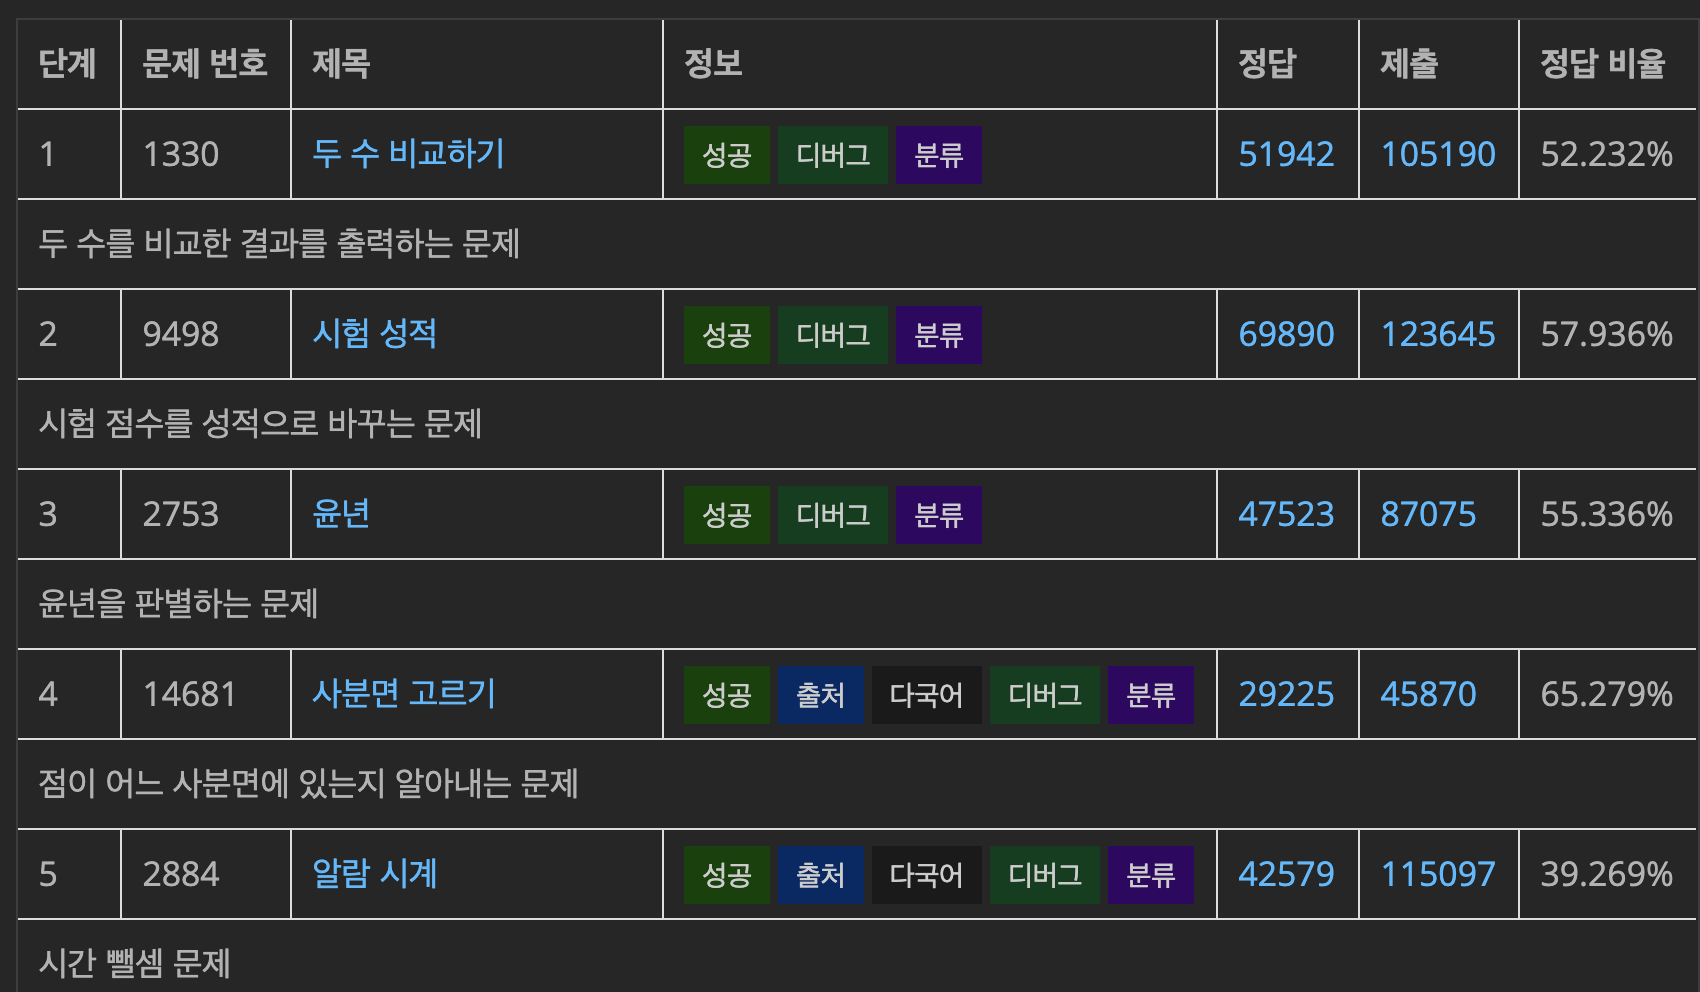 단계 문제 번호 제목 정보 정답 제출 정답 비율
1 1330 두 수 비교하기 성공 디버그 분류 51942 105190 52.232%
두 수를 비교한 결과를 출력하는 문제
2 9498 시험 성적 성공 디버그 분류 69890 123645 57.936%
시험 점수를 성적으로 바꾸는 문제
3 2753 윤년 성공 디버그 분류 47523 87075 55.336%
윤년을 판별하는 문제
4 14681 사분면 고르기 성공 출처 다국어 디버그 분류 29225 45870 65.279%
점이 어느 사분면에 있는지 알아내는 문제
5 2884 알람 시계 성공 출처 다국어 디버그 분류 42579 115097 39.269%
시간 뺄셈 문제